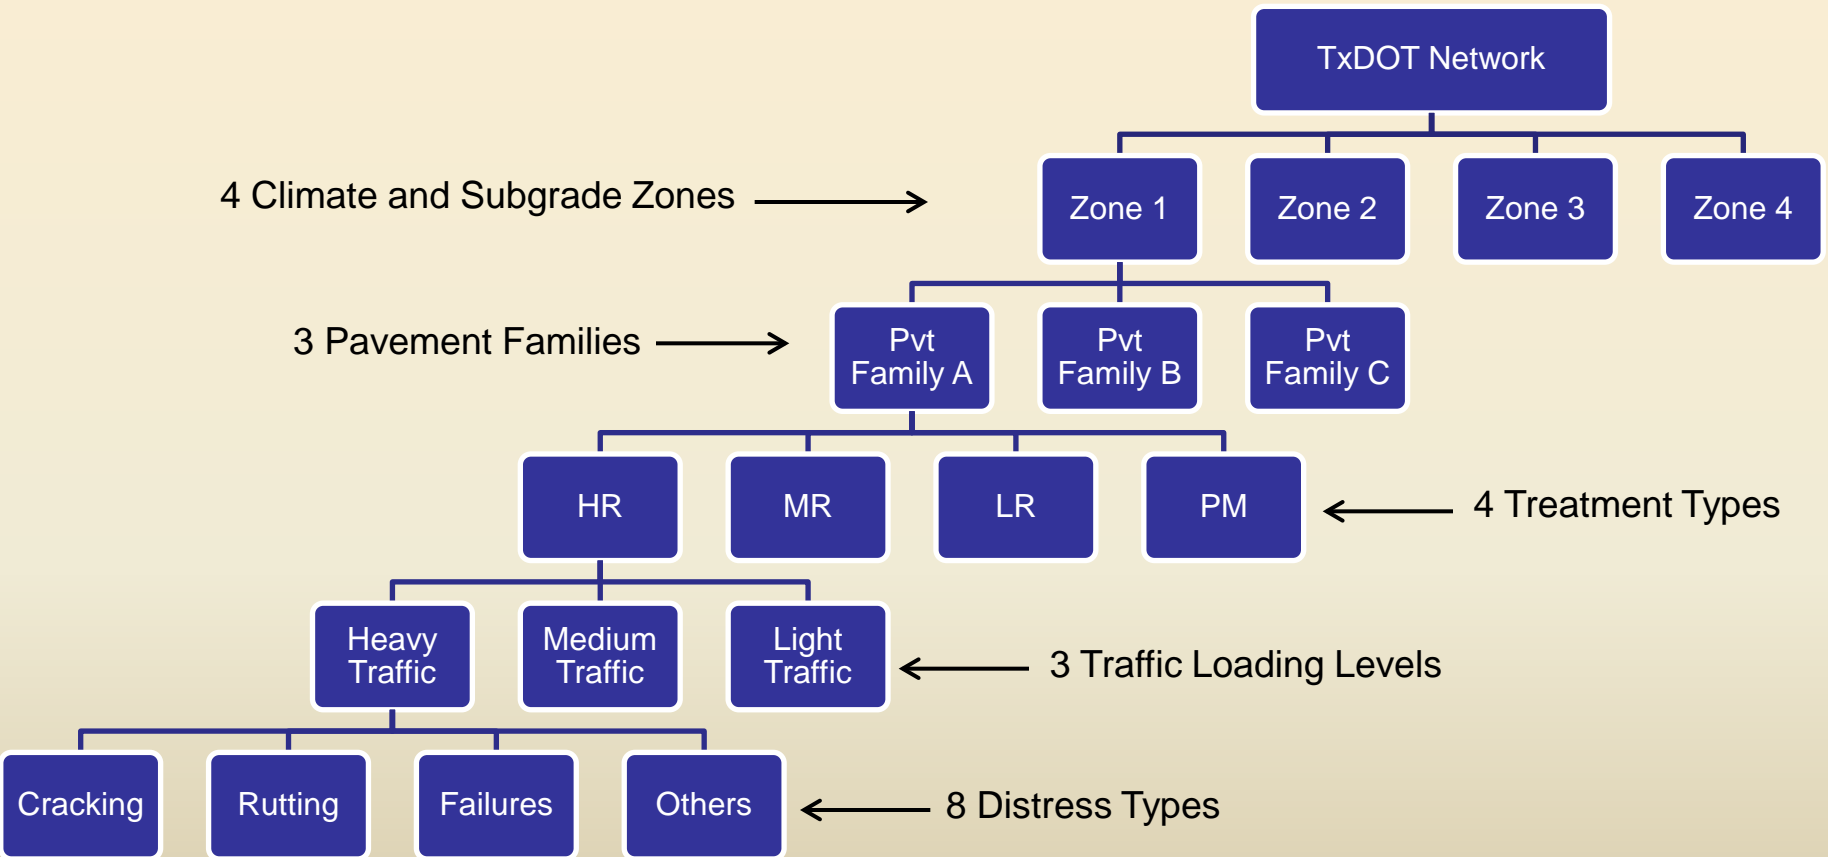 TxDOT Network
4 Climate and Subgrade Zones
Zone 1
Zone 2
Zone 3
Zone 4
3 Pavement Families
Pvt
Family A
Pvt
Family B
Pvt
Family C
HR
MR
LR
PM
4 Treatment Types
Heavy
Traffic
Medium
Traffic
Light
Traffic
3 Traffic Loading Levels
Cracking
Rutting
Failures
Others
8 Distress Types